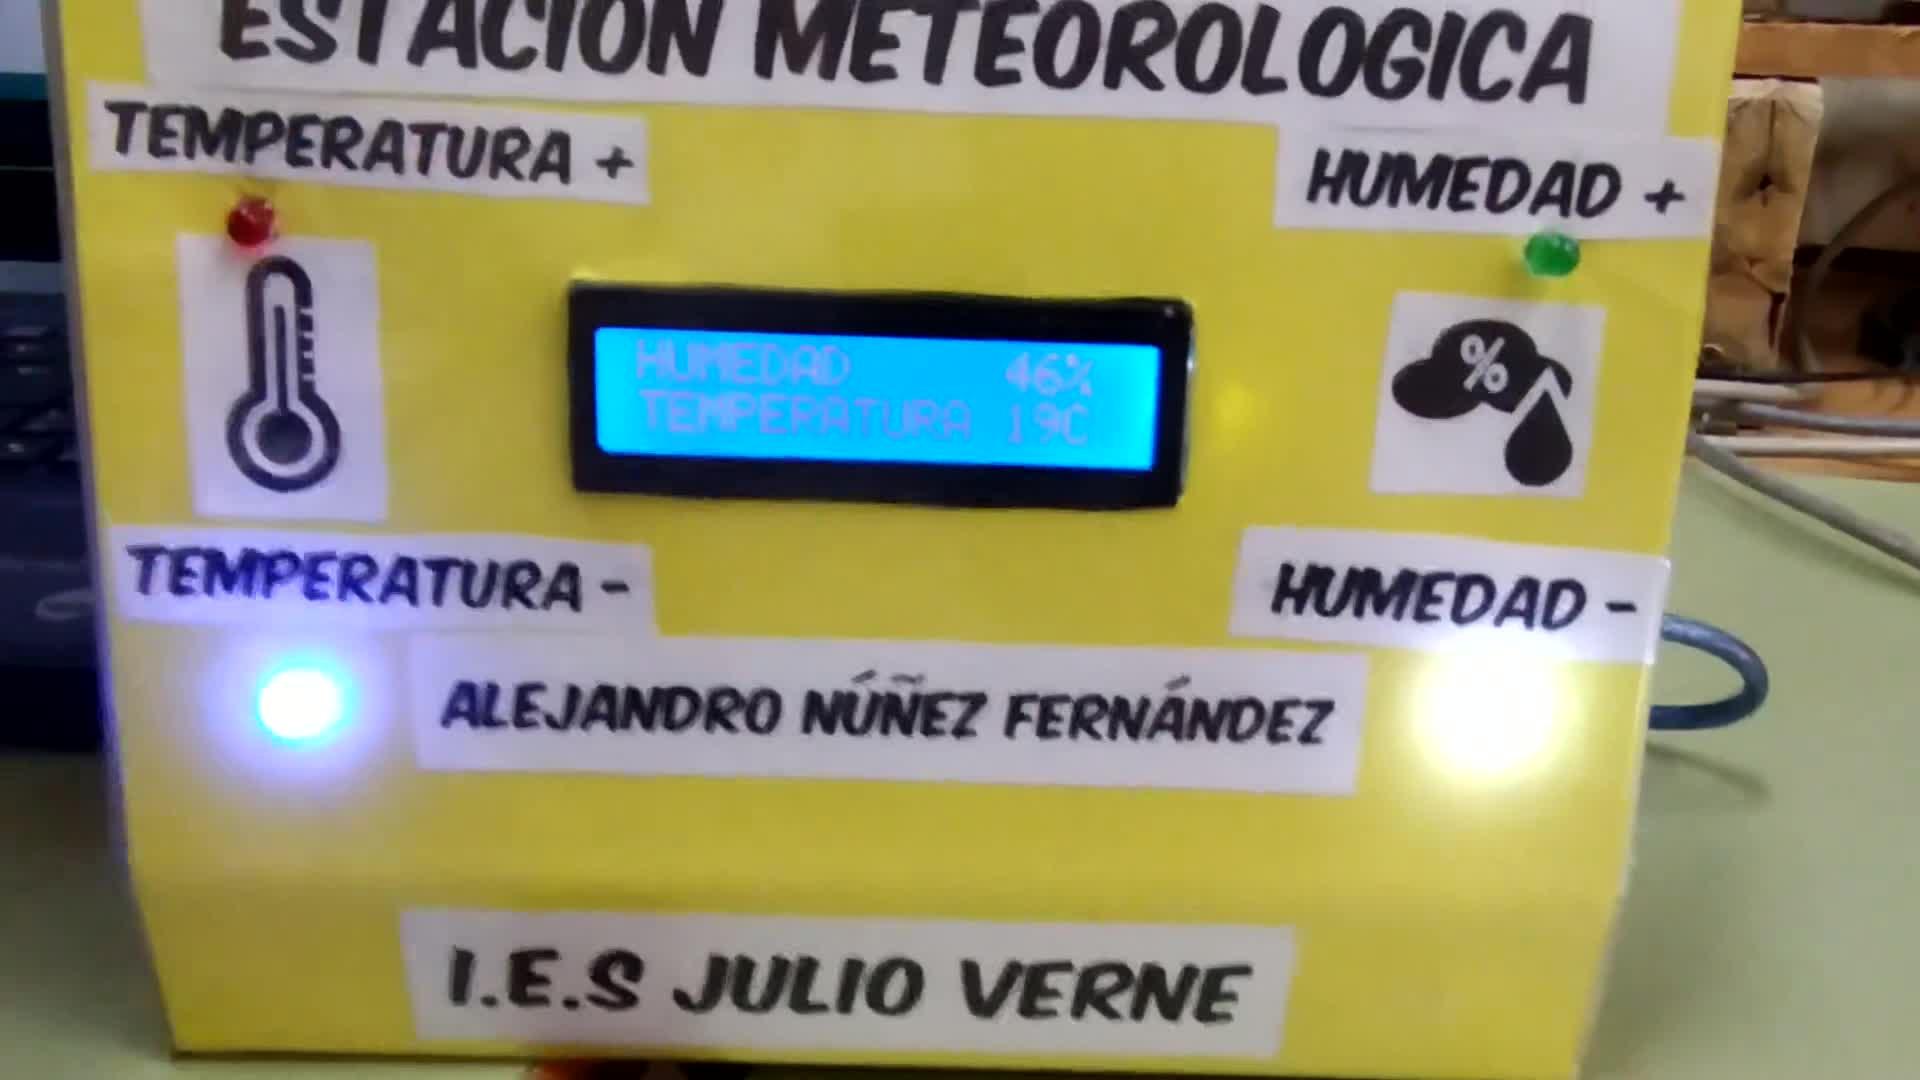 ESTACION METEOROLOGICA
TEMPERATURA +
HUMEDAD +
HUMEDAD 46%
TEMPERATURA 19C
%
TEMPERATURA -
HUMEDAD -
ALEJANDRO NÚÑEZ FERNÁNDEZ
I.E.S JULIO VERNE